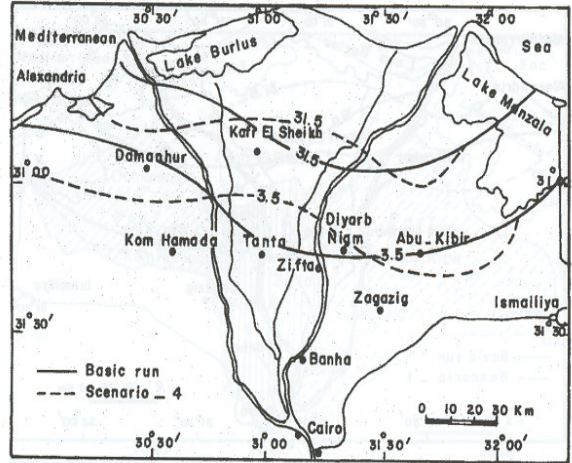 30° 30' 31° 00 31° 30' 32° 00
Mediterranean
Lake Burlus
Sea
Alexandria
Lake Manzala
31.5
Kafr El Sheikh
31.5
Damanhur
31° 00
31° 00
3.5
Diyarb
Kom Hamada Tanta Nigm Abu_Kibir
Zifta 3.5
Zagazig
Ismailiya
31° 30'
31° 30'
Banha
Basic run
Scenario _ 4
0 10 20 30 Km
Cairo
30° 30' 31° 00 31° 30' 32° 00